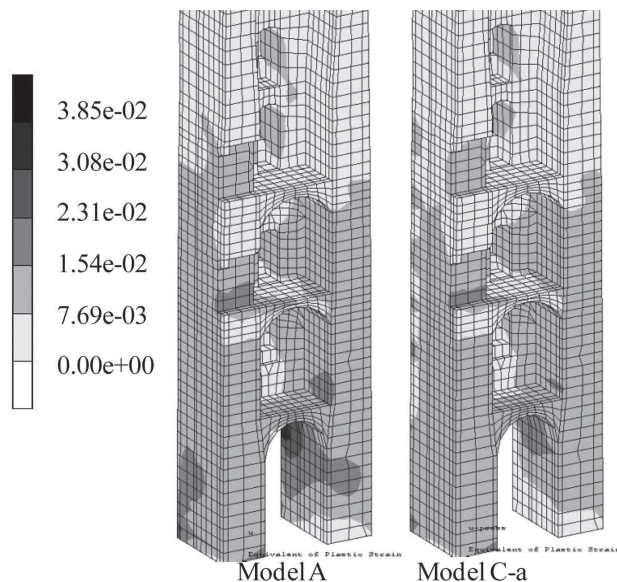 3.85e-02
3.08e-02
2.31e-02
1.54e-02
7.69e-03
0.00e+00
Equivalent of Plastic Strain
Equivalent of Plastic Strain
Model A
Model C-a